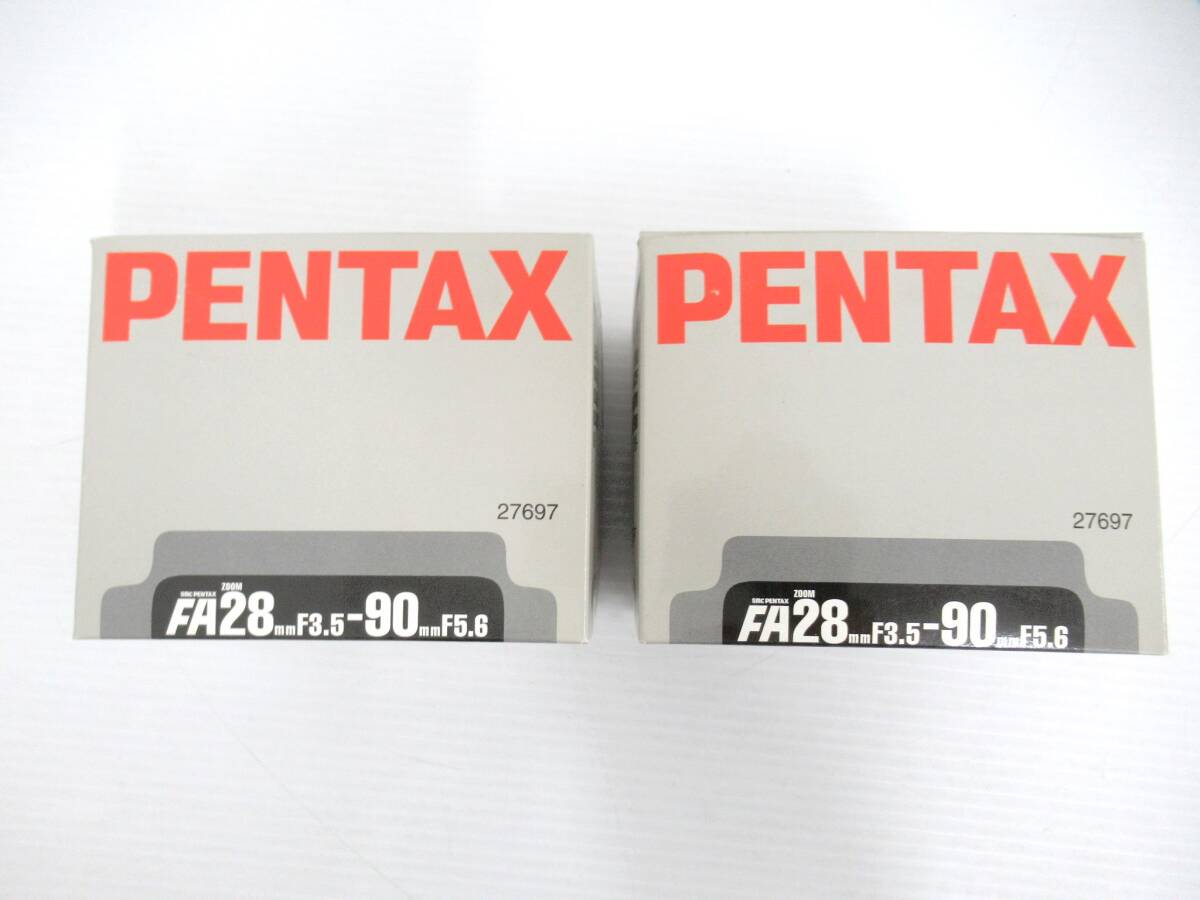 PENTAX
27697
SMC PENTAX ZOOM
FA28mmF3.5-90mmF5.6
PENTAX
27697
SMC PENTAX ZOOM
FA28mmF3.5-90mmF5.6